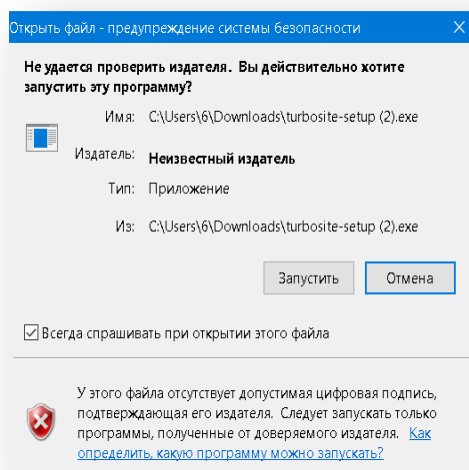 Открыть файл - предупреждение системы безопасности
Не удается проверить издателя. Вы действительно хотите
запустить эту программу?
Имя: C:\Users\6\Downloads\turbosite-setup (2).exe
Издатель: Неизвестный издатель
Тип: Приложение
Из: C:\Users\6\Downloads\turbosite-setup (2).exe
Запустить Отмена
Всегда спрашивать при открытии этого файла
У этого файла отсутствует допустимая цифровая подпись,
подтверждающая его издателя. Следует запускать только
программы, полученные от доверяемого издателя. Как
определить, какую программу можно запускать?